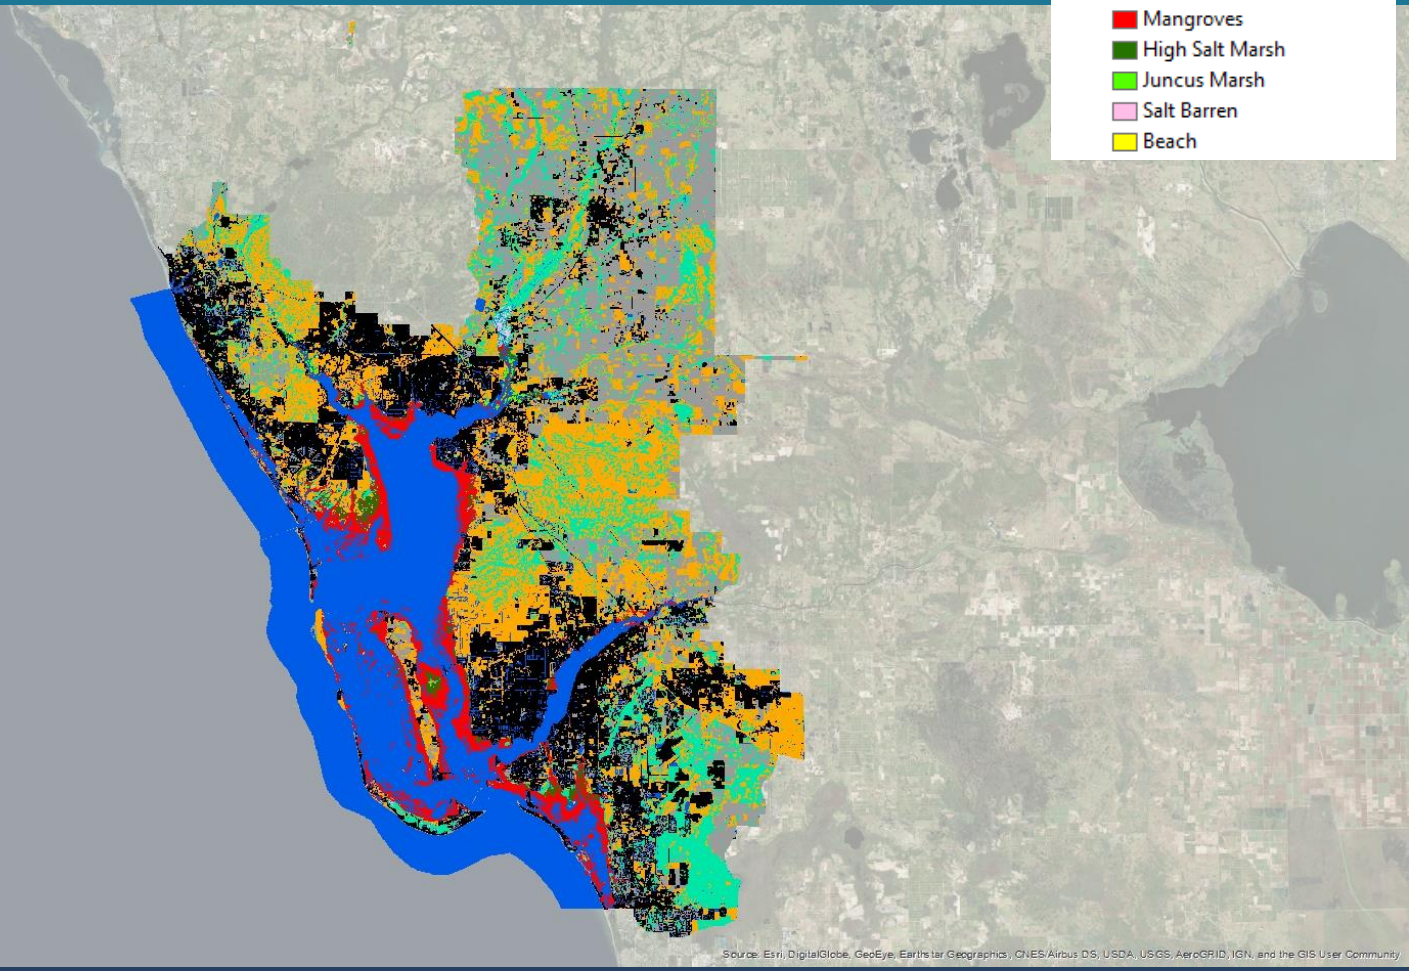 Mangroves
High Salt Marsh
Juncus Marsh
Salt Barren
Beach
Source: Esri, DigitalGlobe, GeoEye, Earthstar Geographics, CNES/Airbus DS, USDA, USGS, AeroGRID, IGN, and the GIS User Community